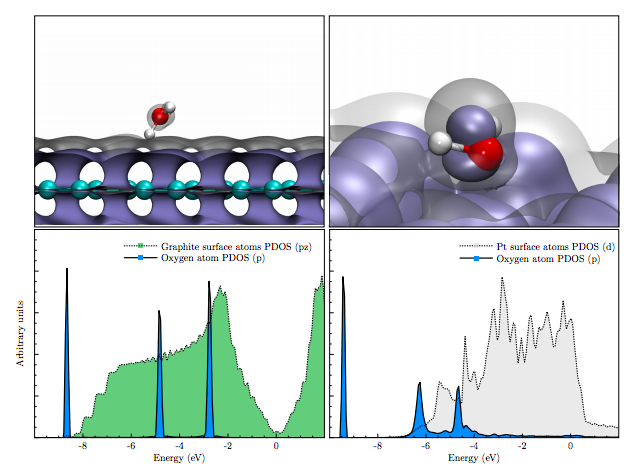 Graphite surface atoms PDOS (pz)
Oxygen atom PDOS (p)
Pt surface atoms PDOS (d)
Oxygen atom PDOS (p)
Arbitrary units
-8 -6 -4 -2 0
-8 -6 -4 -2 0
Energy (eV)
Energy (eV)